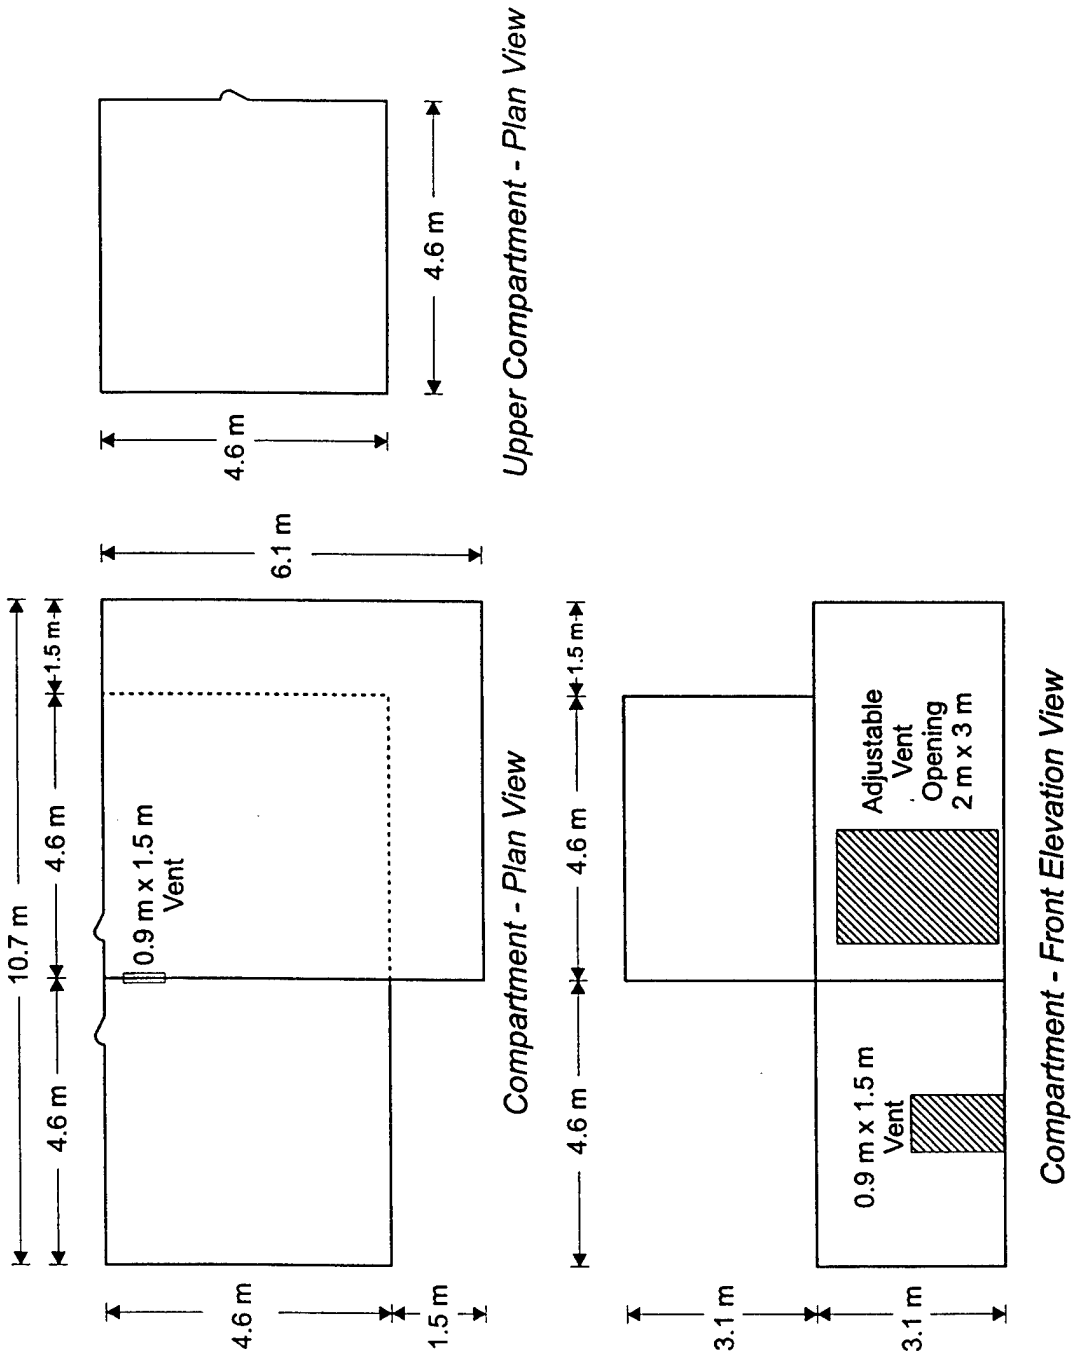 10.7 m
4.6 m
4.6 m
1.5 m
0.9 m x 1.5 m
Vent
4.6 m
1.5 m
6.1 m
Compartment - Plan View
4.6 m
4.6 m
Upper Compartment - Plan View
4.6 m
4.6 m
1.5 m
3.1 m
3.1 m
0.9 m x 1.5 m
Vent
Adjustable
Vent
Opening
2 m x 3 m
Compartment - Front Elevation View